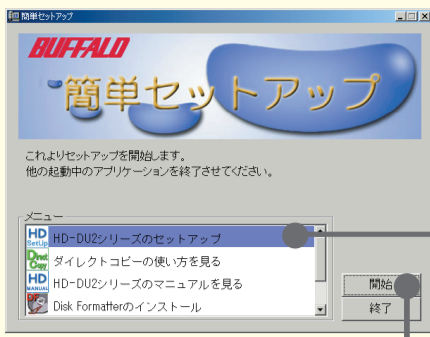 簡単セットアップ
BUFFALO
簡単セットアップ
これよりセットアップを開始します。
他の起動中のアプリケーションを終了させてください。
メニュー
HD SetUp HD-DU2シリーズのセットアップ
Direct Copy ダイレクトコピーの使い方を見る
HD MANUAL HD-DU2シリーズのマニュアルを見る
Disk Formatterのインストール
開始
終了